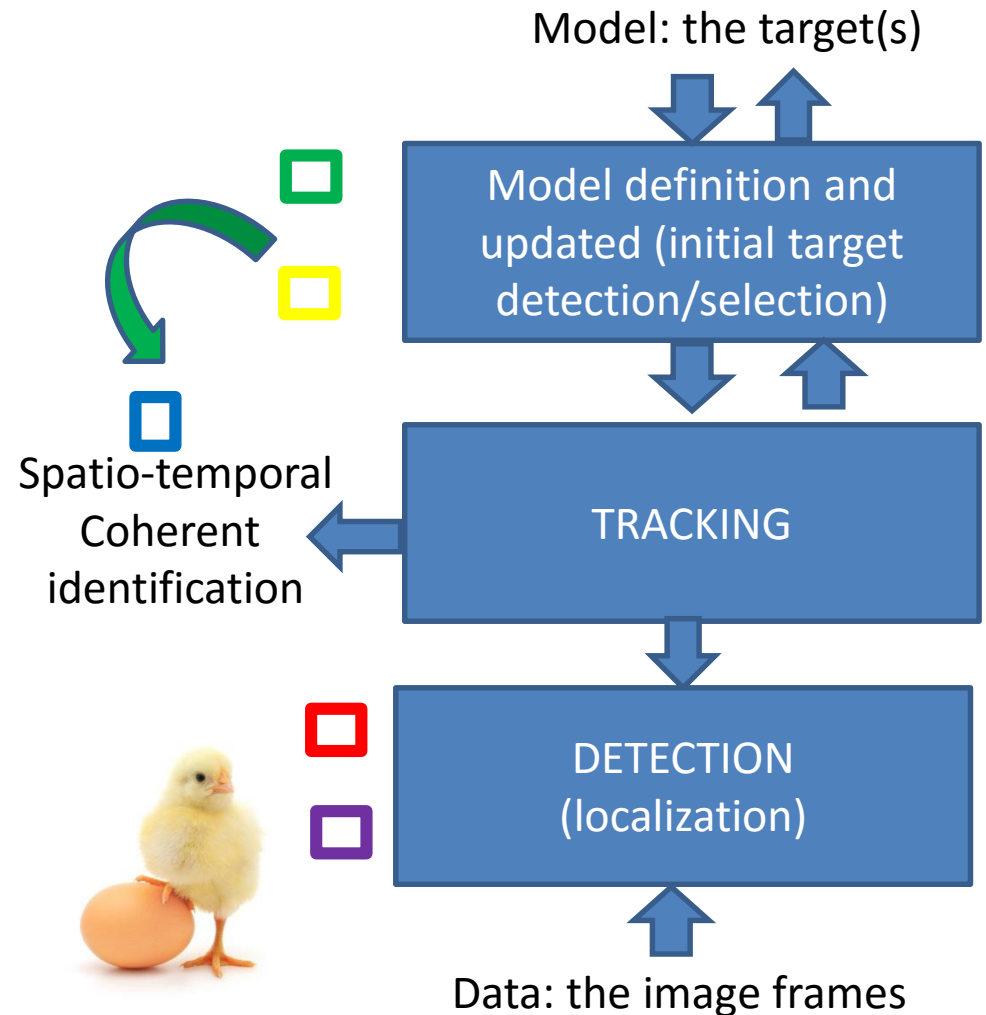 Model: the target(s)
Model definition and
updated (initial target
detection/selection)
TRACKING
Spatio-temporal
Coherent
identification
DETECTION
(localization)
Data: the image frames